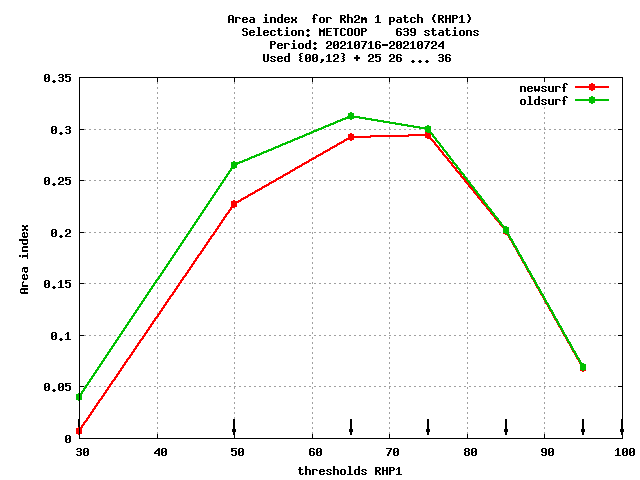 Area index  for Rh2m 1 patch (RHP1)
Selection: METCOOP    639 stations
Period: 20210716-20210724
Used {00,12} + 25 26 ... 36
newsurf
oldsurf
0.35
0.3
0.25
0.2
0.15
0.1
0.05
0
Area index
30 40 50 60 70 80 90 100
thresholds RHP1